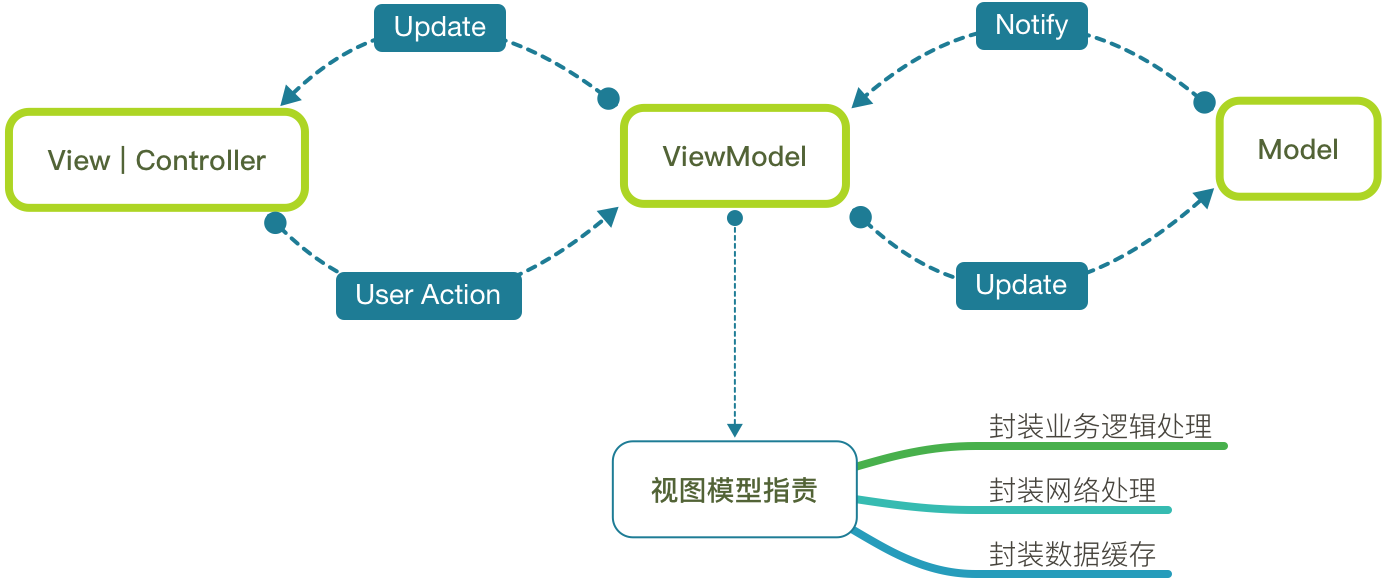 Update
Notify
View | Controller
ViewModel
Model
User Action
Update
视图模型指责
封装业务逻辑处理
封装网络处理
封装数据缓存